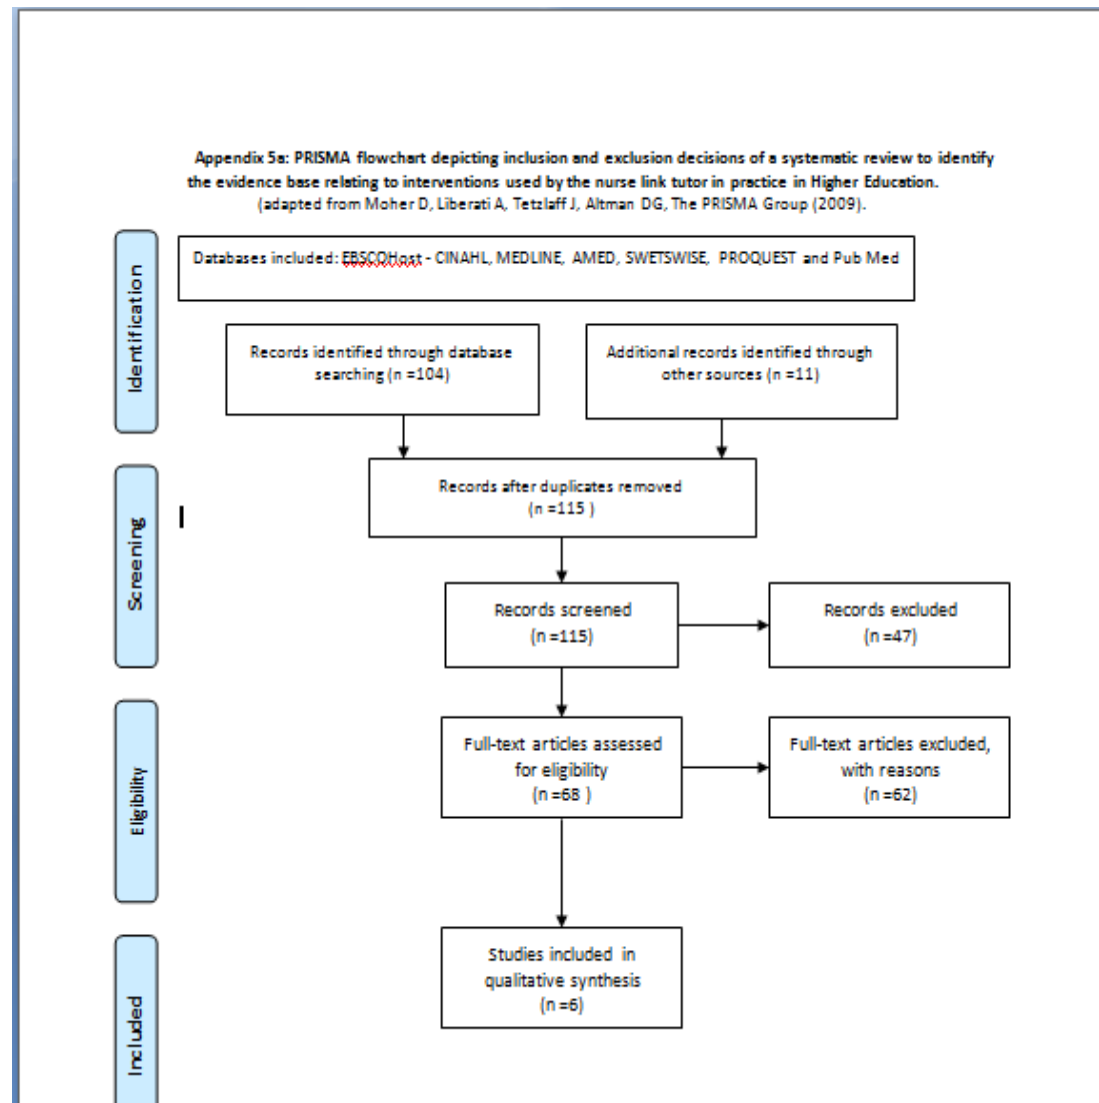 Appendix 5a: PRISMA flowchart depicting inclusion and exclusion decisions of a systematic review to identify
the evidence base relating to interventions used by the nurse link tutor in practice in Higher Education.
(adapted from Moher D, Liberati A, Tetzlaff J, Altman DG, The PRISMA Group (2009).
Identification
Databases included: EBSCOHost - CINAHL, MEDLINE, AMED, SWETSWISE, PROQUEST and Pub Med
Records identified through database
searching (n =104)
Additional records identified through
other sources (n =11)
Screening
Records after duplicates removed
(n =115 )
Records screened
(n =115)
Records excluded
(n =47)
Eligibility
Full-text articles assessed
for eligibility
(n =68 )
Full-text articles excluded,
with reasons
(n =62)
Included
Studies included in
qualitative synthesis
(n =6)